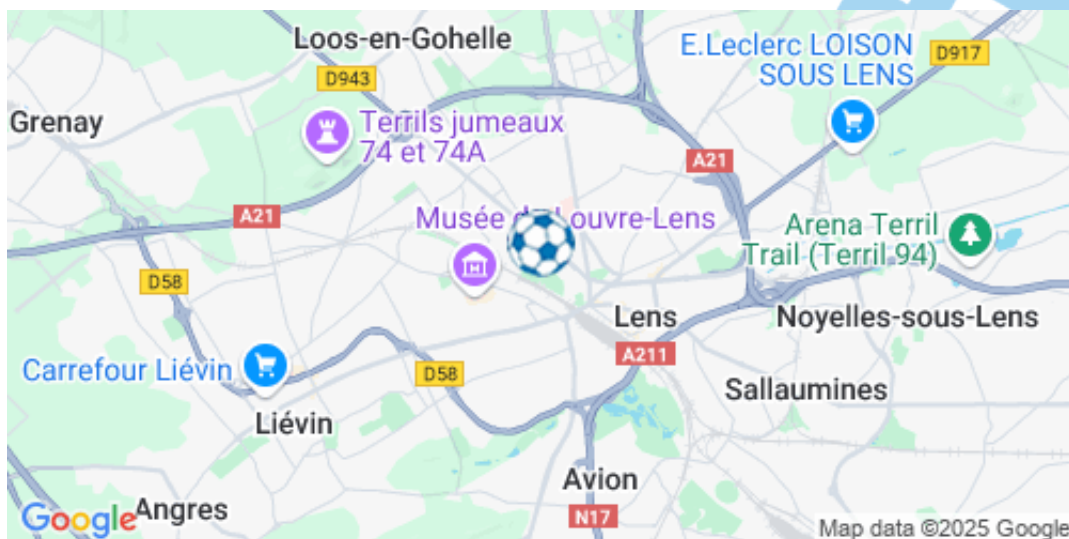 Loos-en-Gohelle
E.Leclerc LOISON
SOUS LENS
D917
D943
Grenay
Terrils jumeaux
74 et 74A
A21
A21
Musée du Louvre-Lens
Arena Terril
Trail (Terril 94)
D58
Lens
Noyelles-sous-Lens
A211
Carrefour Liévin
D58
Sallaumines
Liévin
Avion
Google
Angres
N17
Map data ©2025 Google